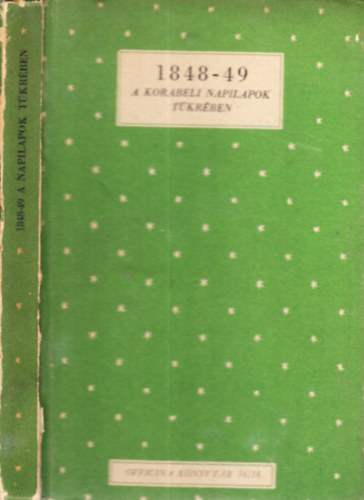 1848-49
A KORABELI NAPILAPOK
TÜKRÉBEN
1848-49 A NAPILAPOK TÜKRÉBEN
OFFICINA KÖNYVTÁR